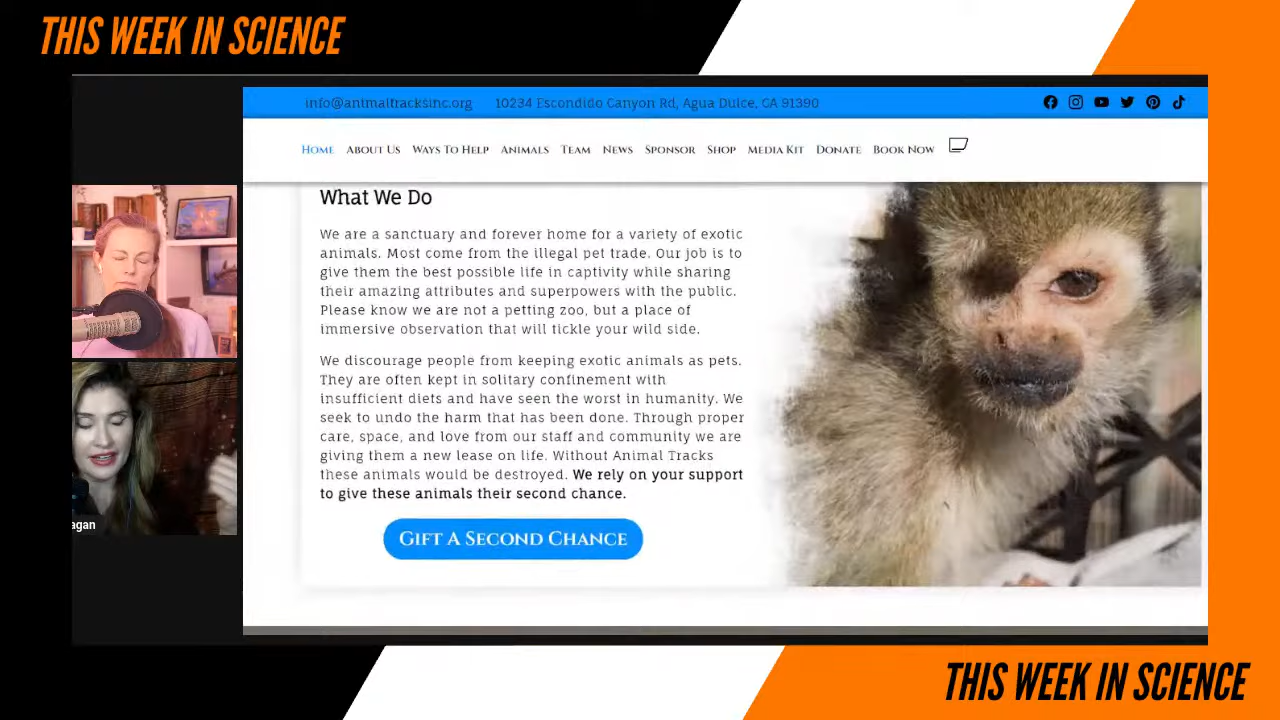 THIS WEEK IN SCIENCE
info@animaltracksinc.org
10234 Escondido Canyon Rd, Agua Dulce, CA 91390
Home About Us Ways To Help Animals Team News Sponsor Shop Media Kit Donate Book Now
What We Do
We are a sanctuary and forever home for a variety of exotic
animals. Most come from the illegal pet trade. Our job is to
give them the best possible life in captivity while sharing
their amazing attributes and superpowers with the public.
Please know we are not a petting zoo, but a place of
immersive observation that will tickle your wild side.
We discourage people from keeping exotic animals as pets.
They are often kept in solitary confinement with
insufficient diets and have seen the worst in humanity. We
seek to undo the harm that has been done. Through proper
care, space, and love from our staff and community we are
giving them a new lease on life. Without Animal Tracks
these animals would be destroyed. We rely on your support
to give these animals their second chance.
Gift A Second Chance
agan
THIS WEEK IN SCIENCE